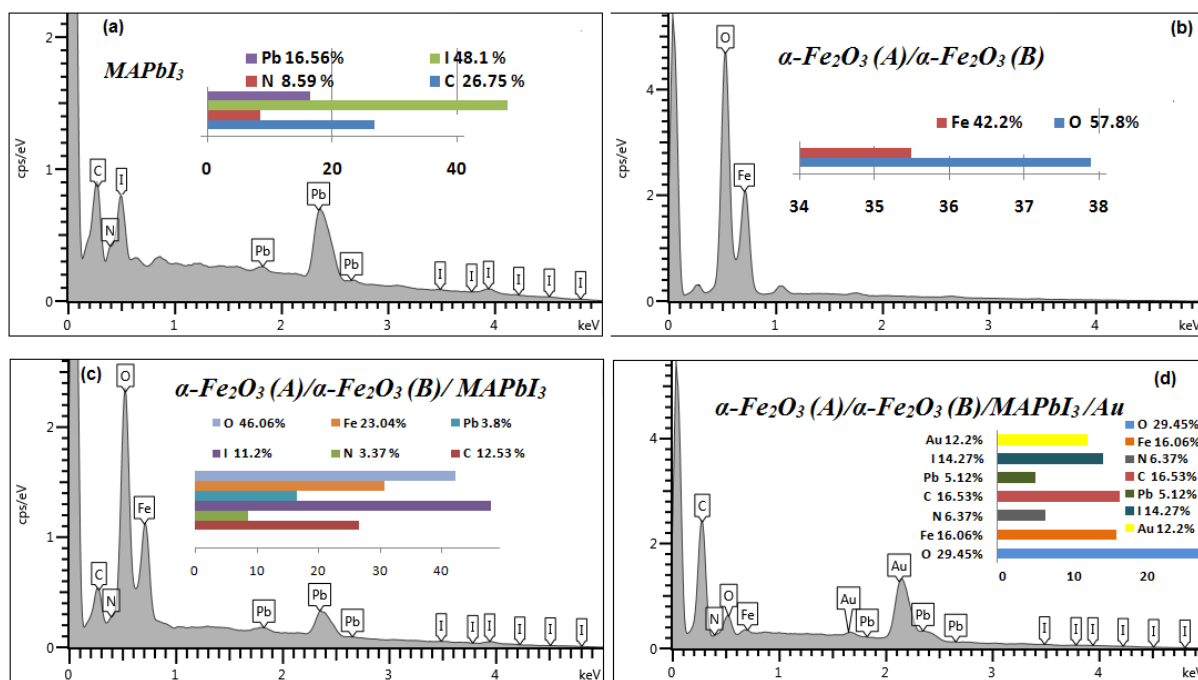 (a)
MAPbI3
Pb 16.56%
I 48.1 %
N 8.59 %
C 26.75 %
0 20 40
cps/eV
2
1
0
C
N
I
Pb
Pb
Pb
I I I I I I
0 1 2 3 4 keV
(b)
α-Fe2O3 (A)/α-Fe2O3 (B)
Fe 42.2%
O 57.8%
34 35 36 37 38
cps/eV
4
2
0
O
Fe
0 1 2 3 4 keV
(c)
α-Fe2O3 (A)/α-Fe2O3 (B)/ MAPbI3
O 46.06%
Fe 23.04%
Pb 3.8%
I 11.2%
N 3.37%
C 12.53%
0 10 20 30 40
cps/eV
2
1
0
O
Fe
C
N
Pb
Pb
Pb
I I I I I I
0 1 2 3 4 keV
(d)
α-Fe2O3 (A)/α-Fe2O3 (B)/MAPbI3 /Au
Au 12.2%
I 14.27%
Pb 5.12%
C 16.53%
N 6.37%
Fe 16.06%
O 29.45%
0 10 20
O 29.45%
Fe 16.06%
N 6.37%
C 16.53%
Pb 5.12%
I 14.27%
Au 12.2%
cps/eV
4
2
0
C
N
O
Fe
Au
Pb
Au
Pb
Pb
I I I I I I
0 1 2 3 4 keV